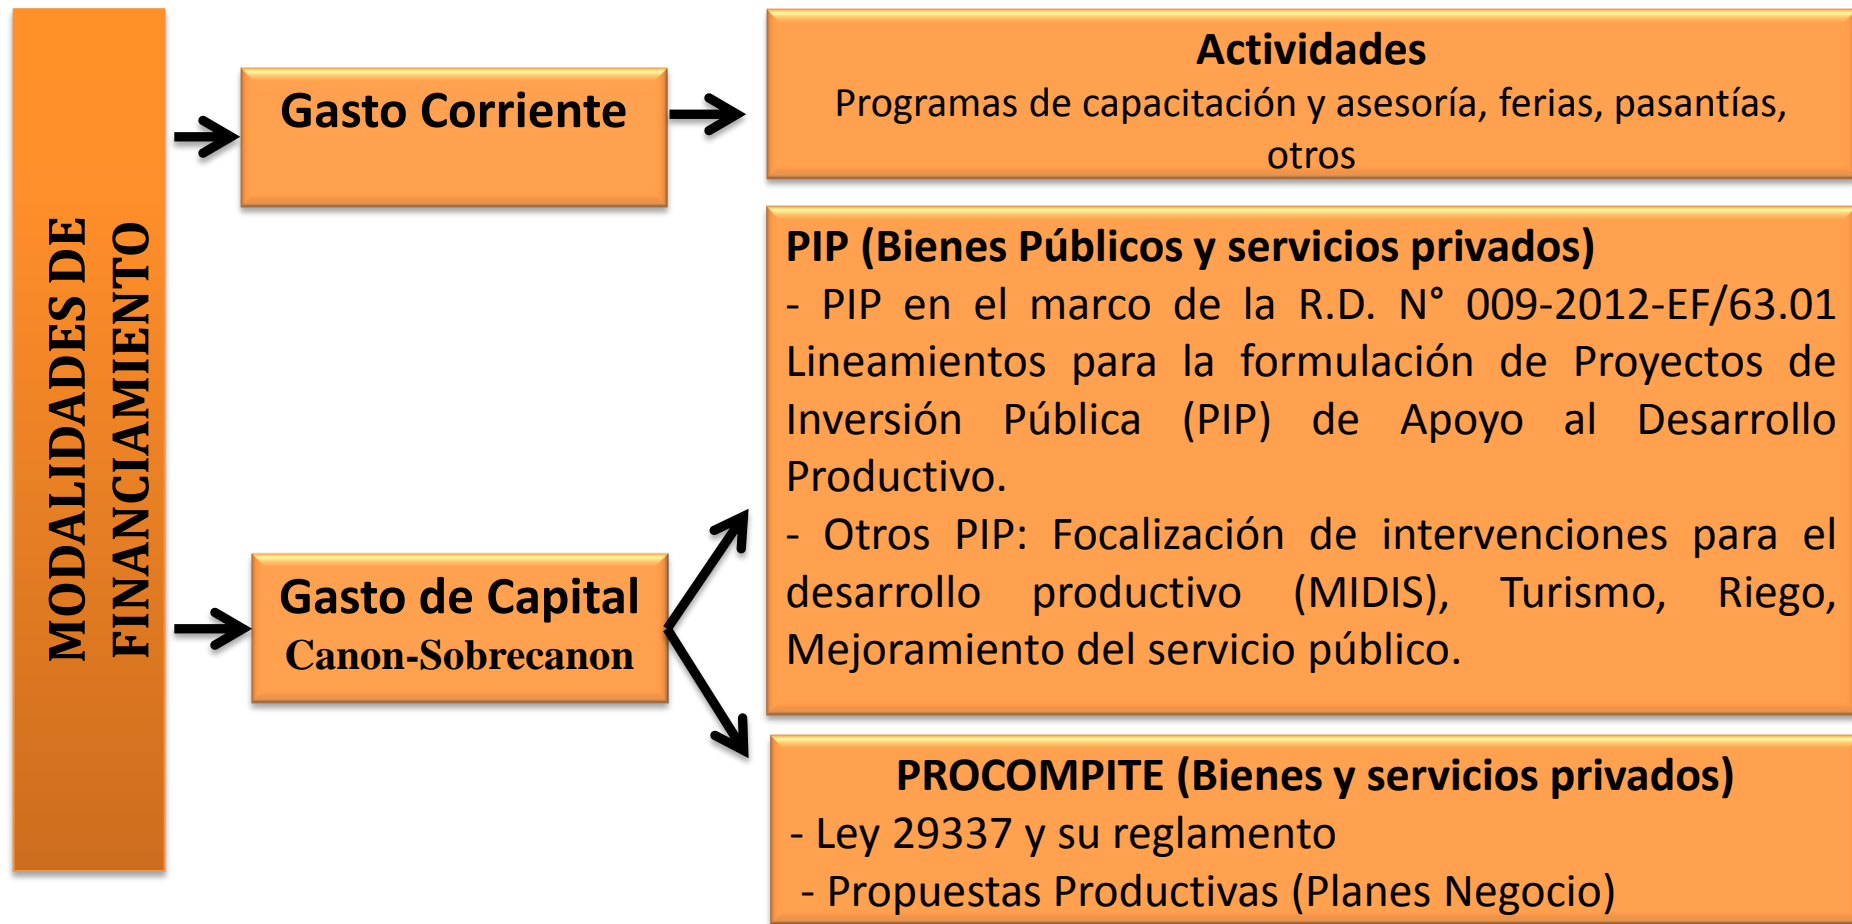 MODALIDADES DE
FINANCIAMIENTO
Gasto Corriente
Actividades
Programas de capacitación y asesoría, ferias, pasantías,
otros
Gasto de Capital
Canon-Sobrecanon
PIP (Bienes Públicos y servicios privados)
- PIP en el marco de la R.D. N° 009-2012-EF/63.01
Lineamientos para la formulación de Proyectos de
Inversión Pública (PIP) de Apoyo al Desarrollo
Productivo.
- Otros PIP: Focalización de intervenciones para el
desarrollo productivo (MIDIS), Turismo, Riego,
Mejoramiento del servicio público.
PROCOMPITE (Bienes y servicios privados)
- Ley 29337 y su reglamento
- Propuestas Productivas (Planes Negocio)